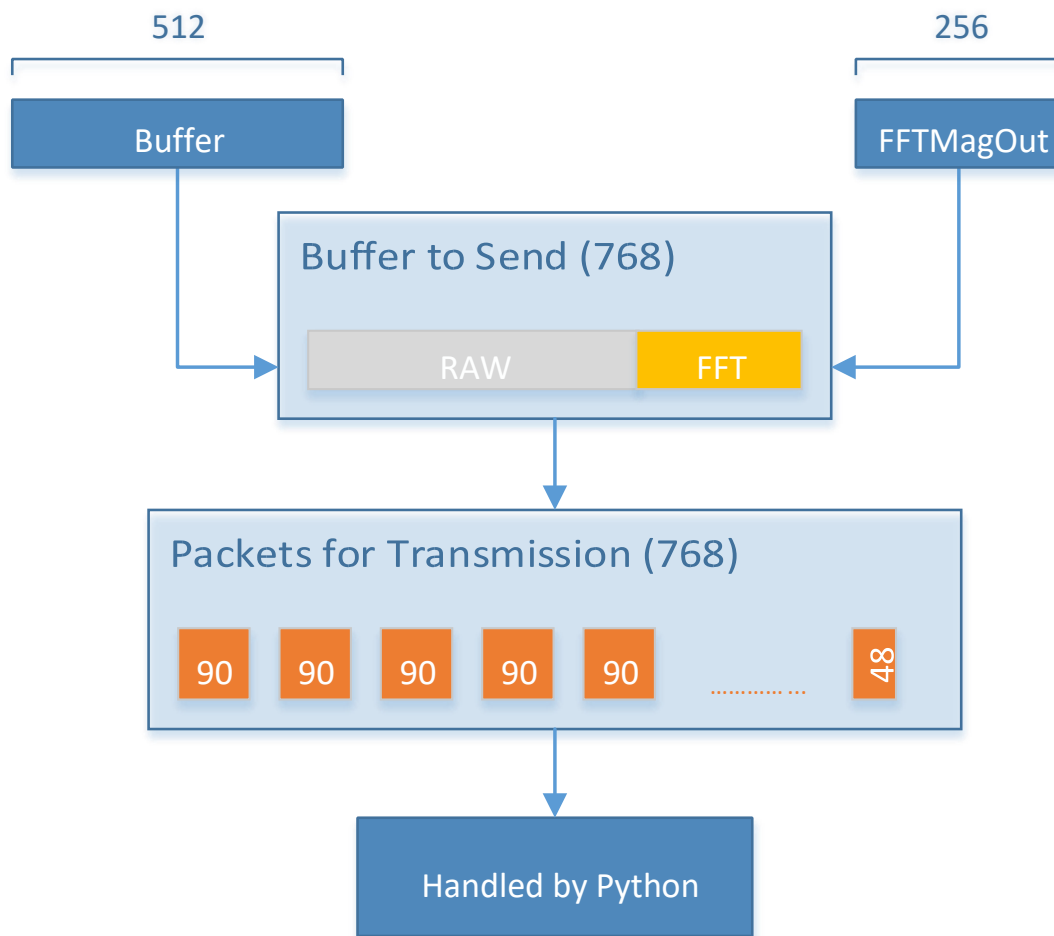 512
256
Buffer
FFTMagOut
Buffer to Send (768)
RAW
FFT
Packets for Transmission (768)
90
90
90
90
90
............ ...
48
Handled by Python